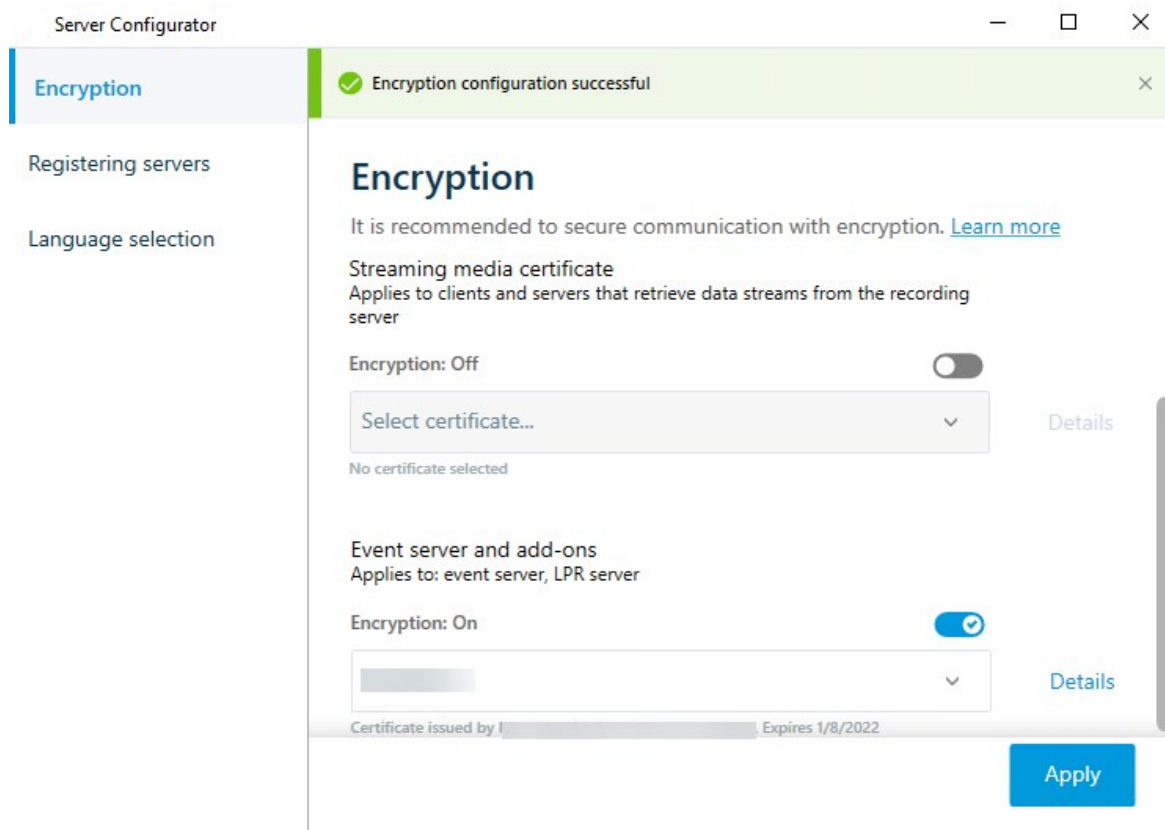 Server Configurator
Encryption
Registering servers
Language selection
Encryption configuration successful
Encryption
It is recommended to secure communication with encryption. Learn more
Streaming media certificate
Applies to clients and servers that retrieve data streams from the recording
server
Encryption: Off
Select certificate...
Details
No certificate selected
Event server and add-ons
Applies to: event server, LPR server
Encryption: On
Details
Certificate issued by
Expires 1/8/2022
Apply